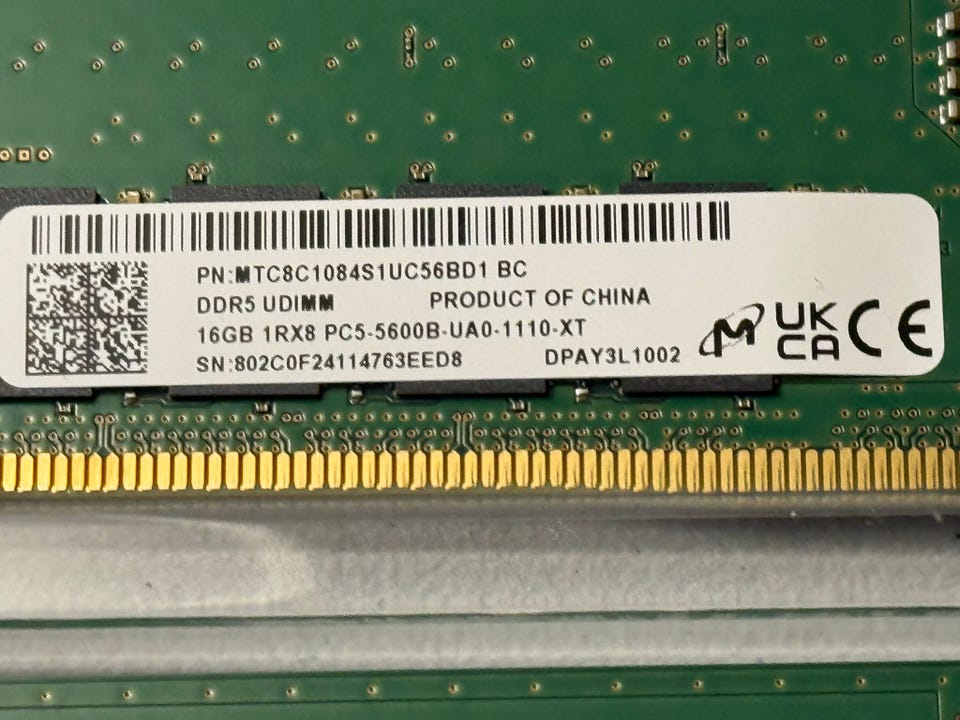 PN:MTC8C1084S1UC56BD1 BC
DDR5 UDIMM PRODUCT OF CHINA
16GB 1RX8 PC5-5600B-UA0-1110-XT
SN:802C0F24114763EED8 DPAY3L1002
UK
CA
CE